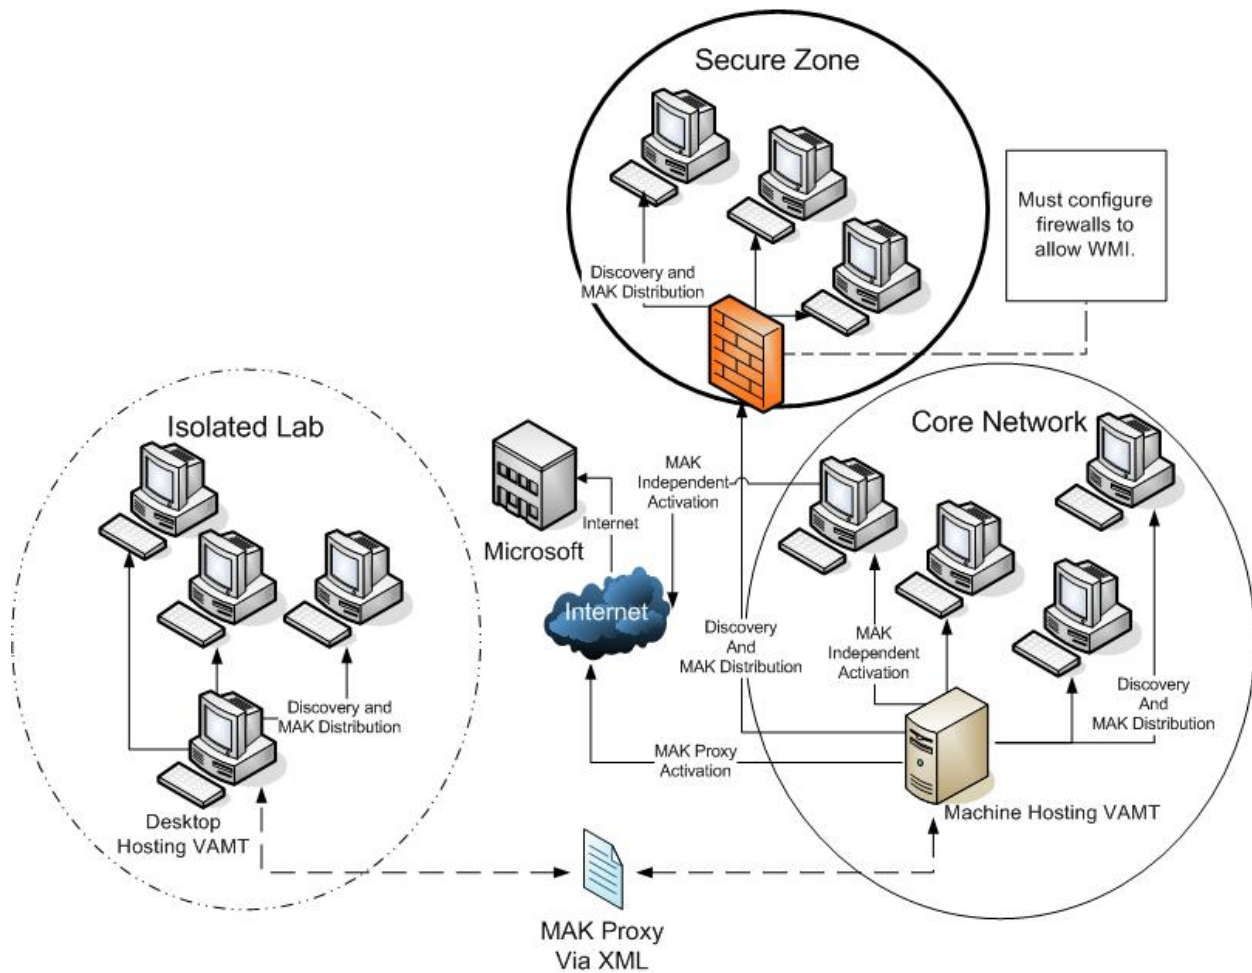 Secure Zone
Must configure
firewalls to
allow WMI.
Discovery and
MAK Distribution
Isolated Lab
Core Network
MAK
Independent
Activation
Internet
Microsoft
Internet
Discovery
And
MAK Distribution
MAK
Independent
Activation
Discovery
And
MAK Distribution
Discovery and
MAK Distribution
MAK Proxy
Activation
Desktop
Hosting VAMT
Machine Hosting VAMT
MAK Proxy
Via XML